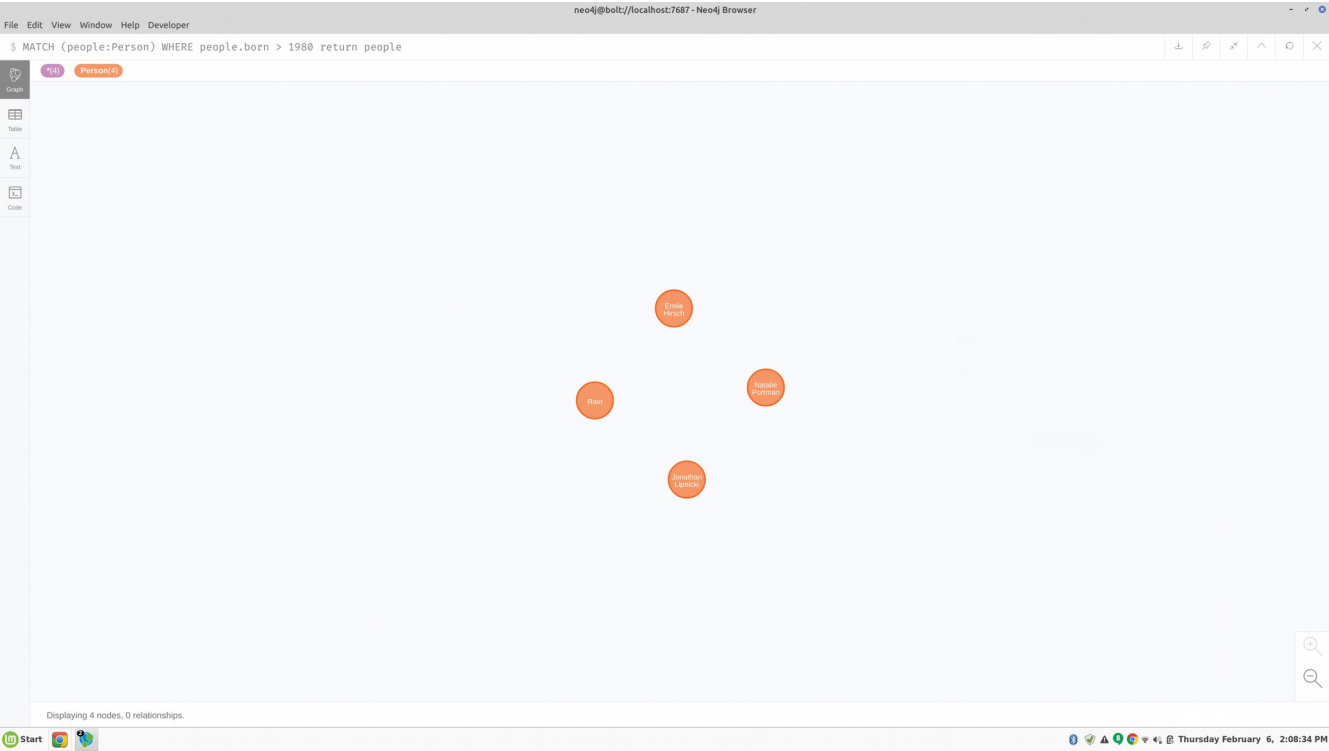 neo4j@bolt://localhost:7687 - Neo4j Browser
File Edit View Window Help Developer
$ MATCH (people:Person) WHERE people.born > 1980 return people
*(4) Person(4)
Graph
Table
Text
Code
Emile
Hirsch
Natalie
Portman
Rain
Jonathan
Lipnicki
Displaying 4 nodes, 0 relationships.
Start 2 Thursday February 6, 2:08:34 PM